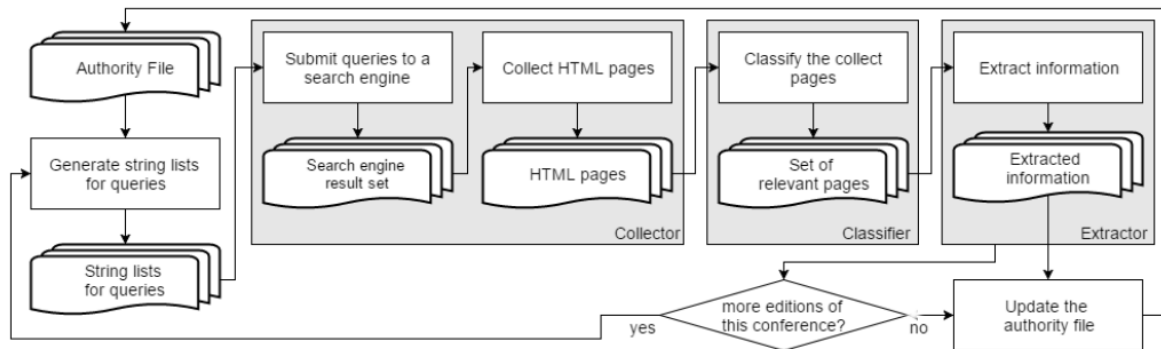 Authority File
Generate string lists
for queries
String lists
for queries
Submit queries to a
search engine
Search engine
result set
Collect HTML pages
HTML pages
Collector
Classify the collect
pages
Set of
relevant pages
Classifier
Extract information
Extracted
information
Extractor
more editions of
this conference?
yes
no
Update the
authority file